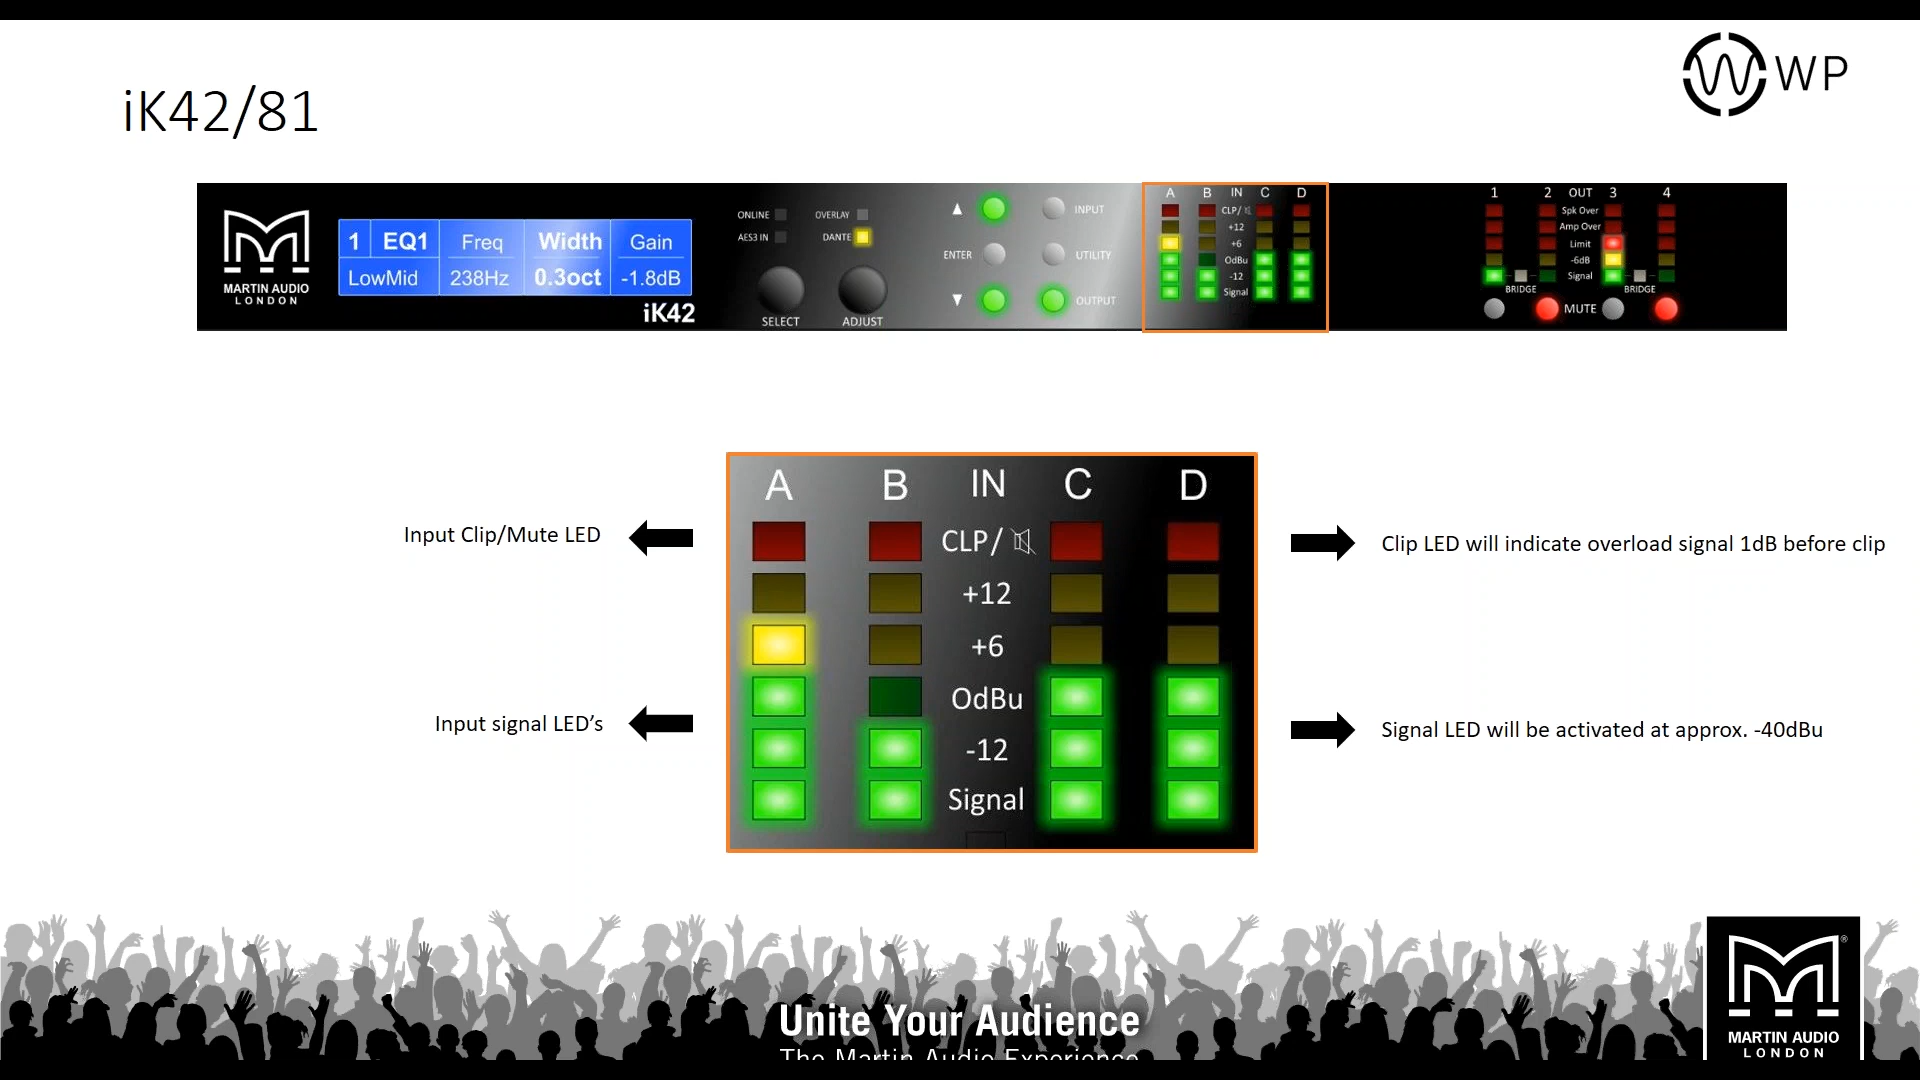 WP
iK42/81
MARTIN AUDIO
LONDON
1 EQ1 Freq Width Gain
LowMid 238Hz 0.3oct -1.8dB
iK42
ONLINE OVERLAY
AES3 IN DANTE
SELECT ADJUST
▲ INPUT
ENTER UTILITY
▼ OUTPUT
A B IN C D
CLP/
+12
+6
OdBu
-12
Signal
1 2 OUT 3 4
Spk Over
Amp Over
Limit
-6dB
Signal
BRIDGE BRIDGE
MUTE
A B IN C D
CLP/
+12
+6
OdBu
-12
Signal
Input Clip/Mute LED
Clip LED will indicate overload signal 1dB before clip
Input signal LED’s
Signal LED will be activated at approx. -40dBu
Unite Your Audience
The Martin Audio Experience
®
MARTIN AUDIO
LONDON